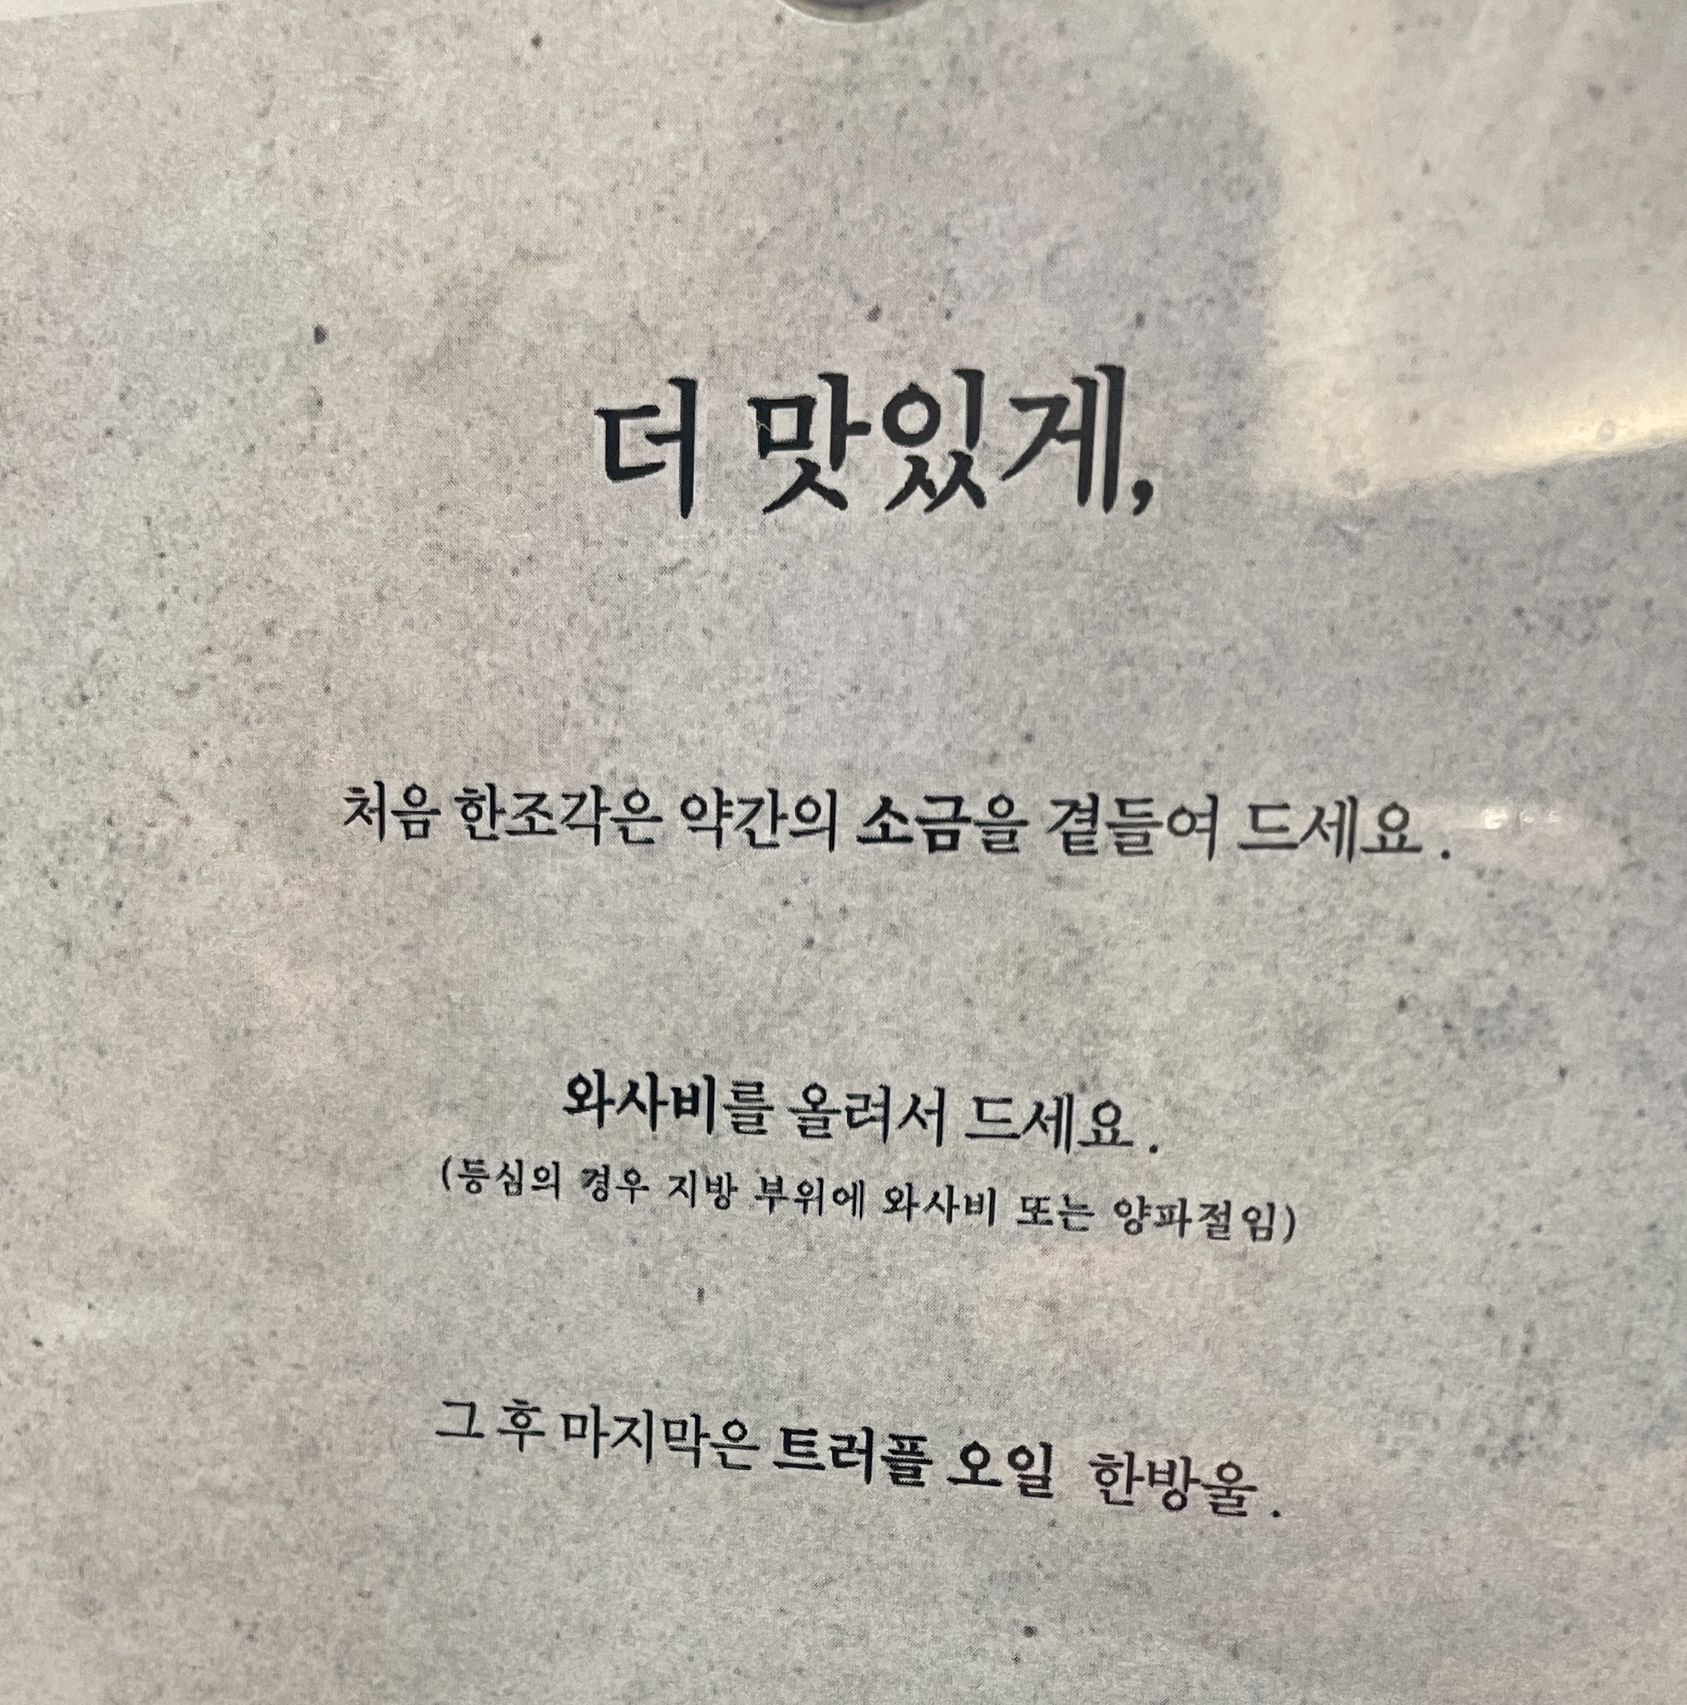 더 맛있게,
처음 한조각은 약간의 소금을 곁들여 드세요.
와사비를 올려서 드세요.
(등심의 경우 지방 부위에 와사비 또는 양파절임)
그후 마지막은 트러플 오일 한방울.